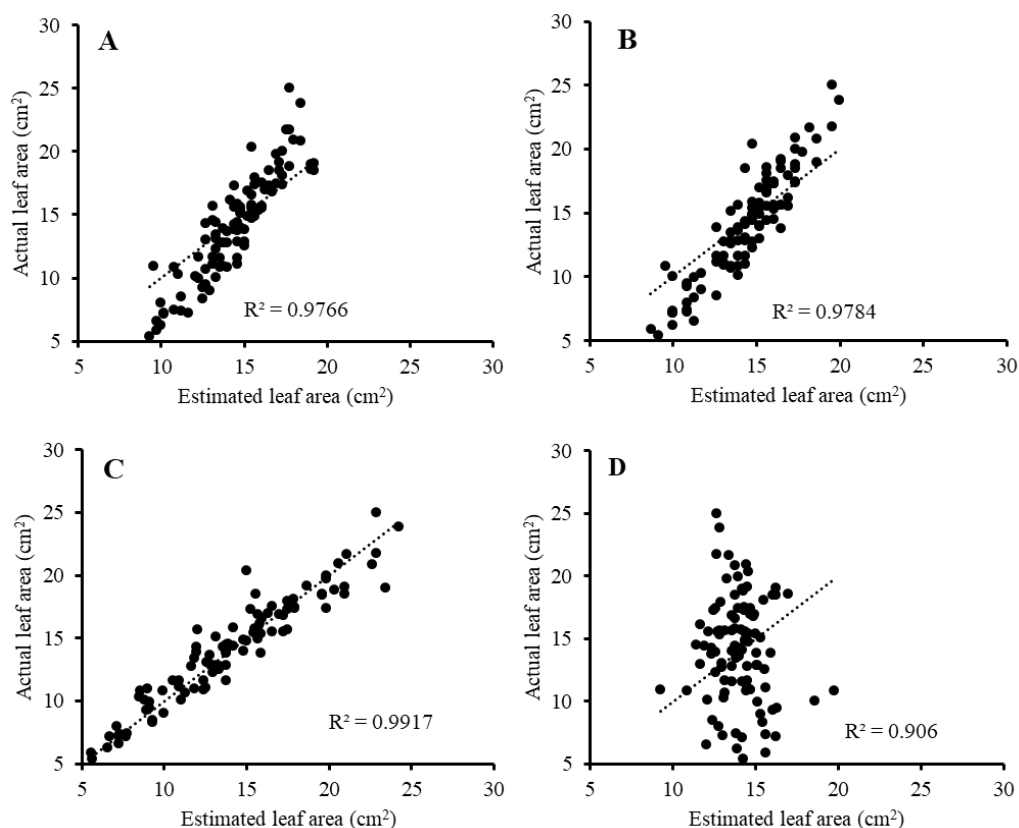 A
30
25
20
15
10
5
Actual leaf area (cm²)
R² = 0.9766
5 10 15 20 25 30
Estimated leaf area (cm²)
B
30
25
20
15
10
5
Actual leaf area (cm²)
R² = 0.9784
5 10 15 20 25 30
Estimated leaf area (cm²)
C
30
25
20
15
10
5
Actual leaf area (cm²)
R² = 0.9917
5 10 15 20 25 30
Estimated leaf area (cm²)
D
30
25
20
15
10
5
Actual leaf area (cm²)
R² = 0.906
5 10 15 20 25 30
Estimated leaf area (cm²)